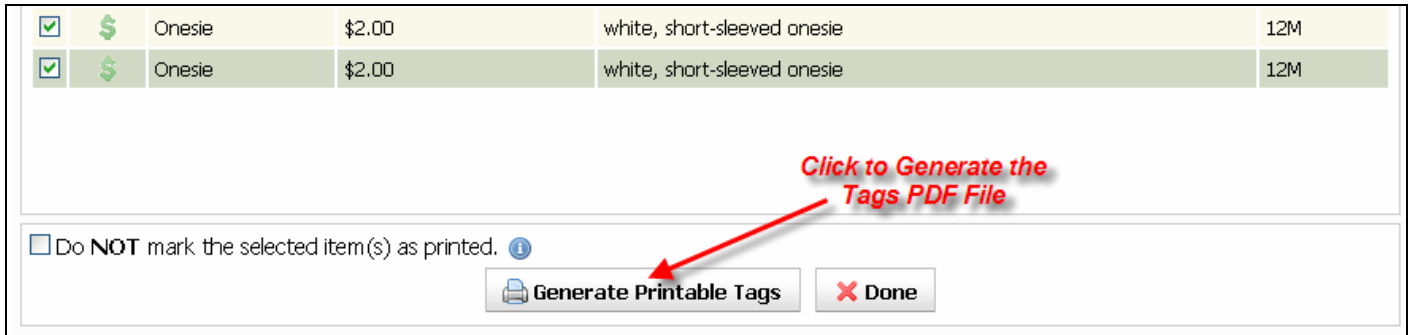 Onesie $2.00 white, short-sleeved onesie 12M
Onesie $2.00 white, short-sleeved onesie 12M
Click to Generate the
Tags PDF File
Do NOT mark the selected item(s) as printed.
Generate Printable Tags Done